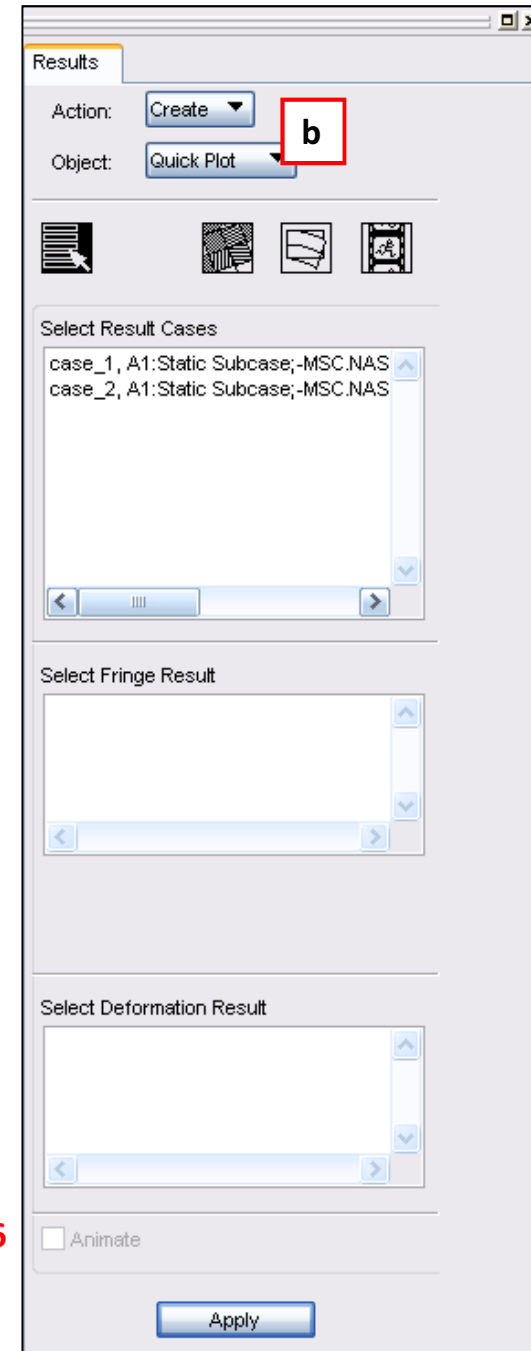 Results
Action: Create
b
Object: Quick Plot
Select Result Cases
case_1, A1:Static Subcase;-MSC.NAS
case_2, A1:Static Subcase;-MSC.NAS
Select Fringe Result
Select Deformation Result
Animate
Apply